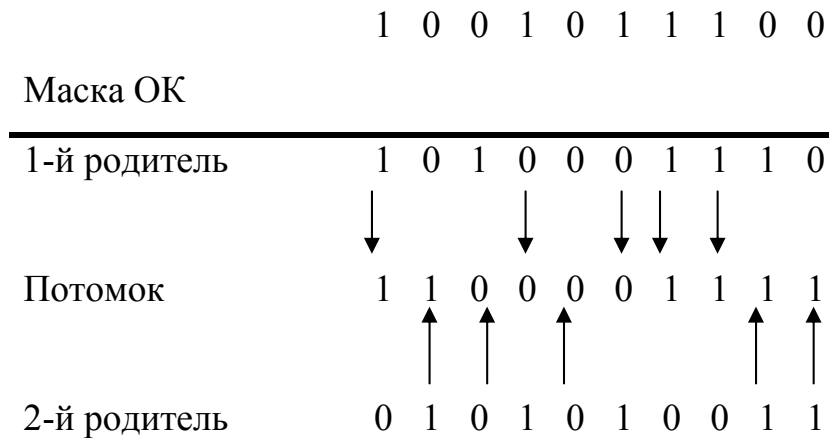 1 0 0 1 0 1 1 1 0 0
Маска ОК
1-й родитель 1 0 1 0 0 0 1 1 1 0
Потомок 1 1 0 0 0 0 1 1 1 1
2-й родитель 0 1 0 1 0 1 0 0 1 1